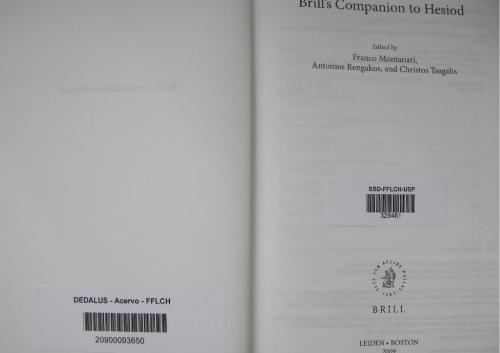 DEDALUS - Acervo - FFLCH
20900093650
Brill's Companion to Hesiod
Edited by
Franco Montanari,
Antonios Rengakos, and Christos Tsagalis
SBD-FFLCH-USP
329461
BRILL
LEIDEN • BOSTON
2009